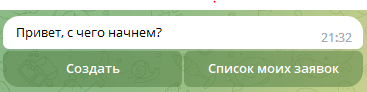 Привет, с чего начнем?
21:32
Создать
Список моих заявок